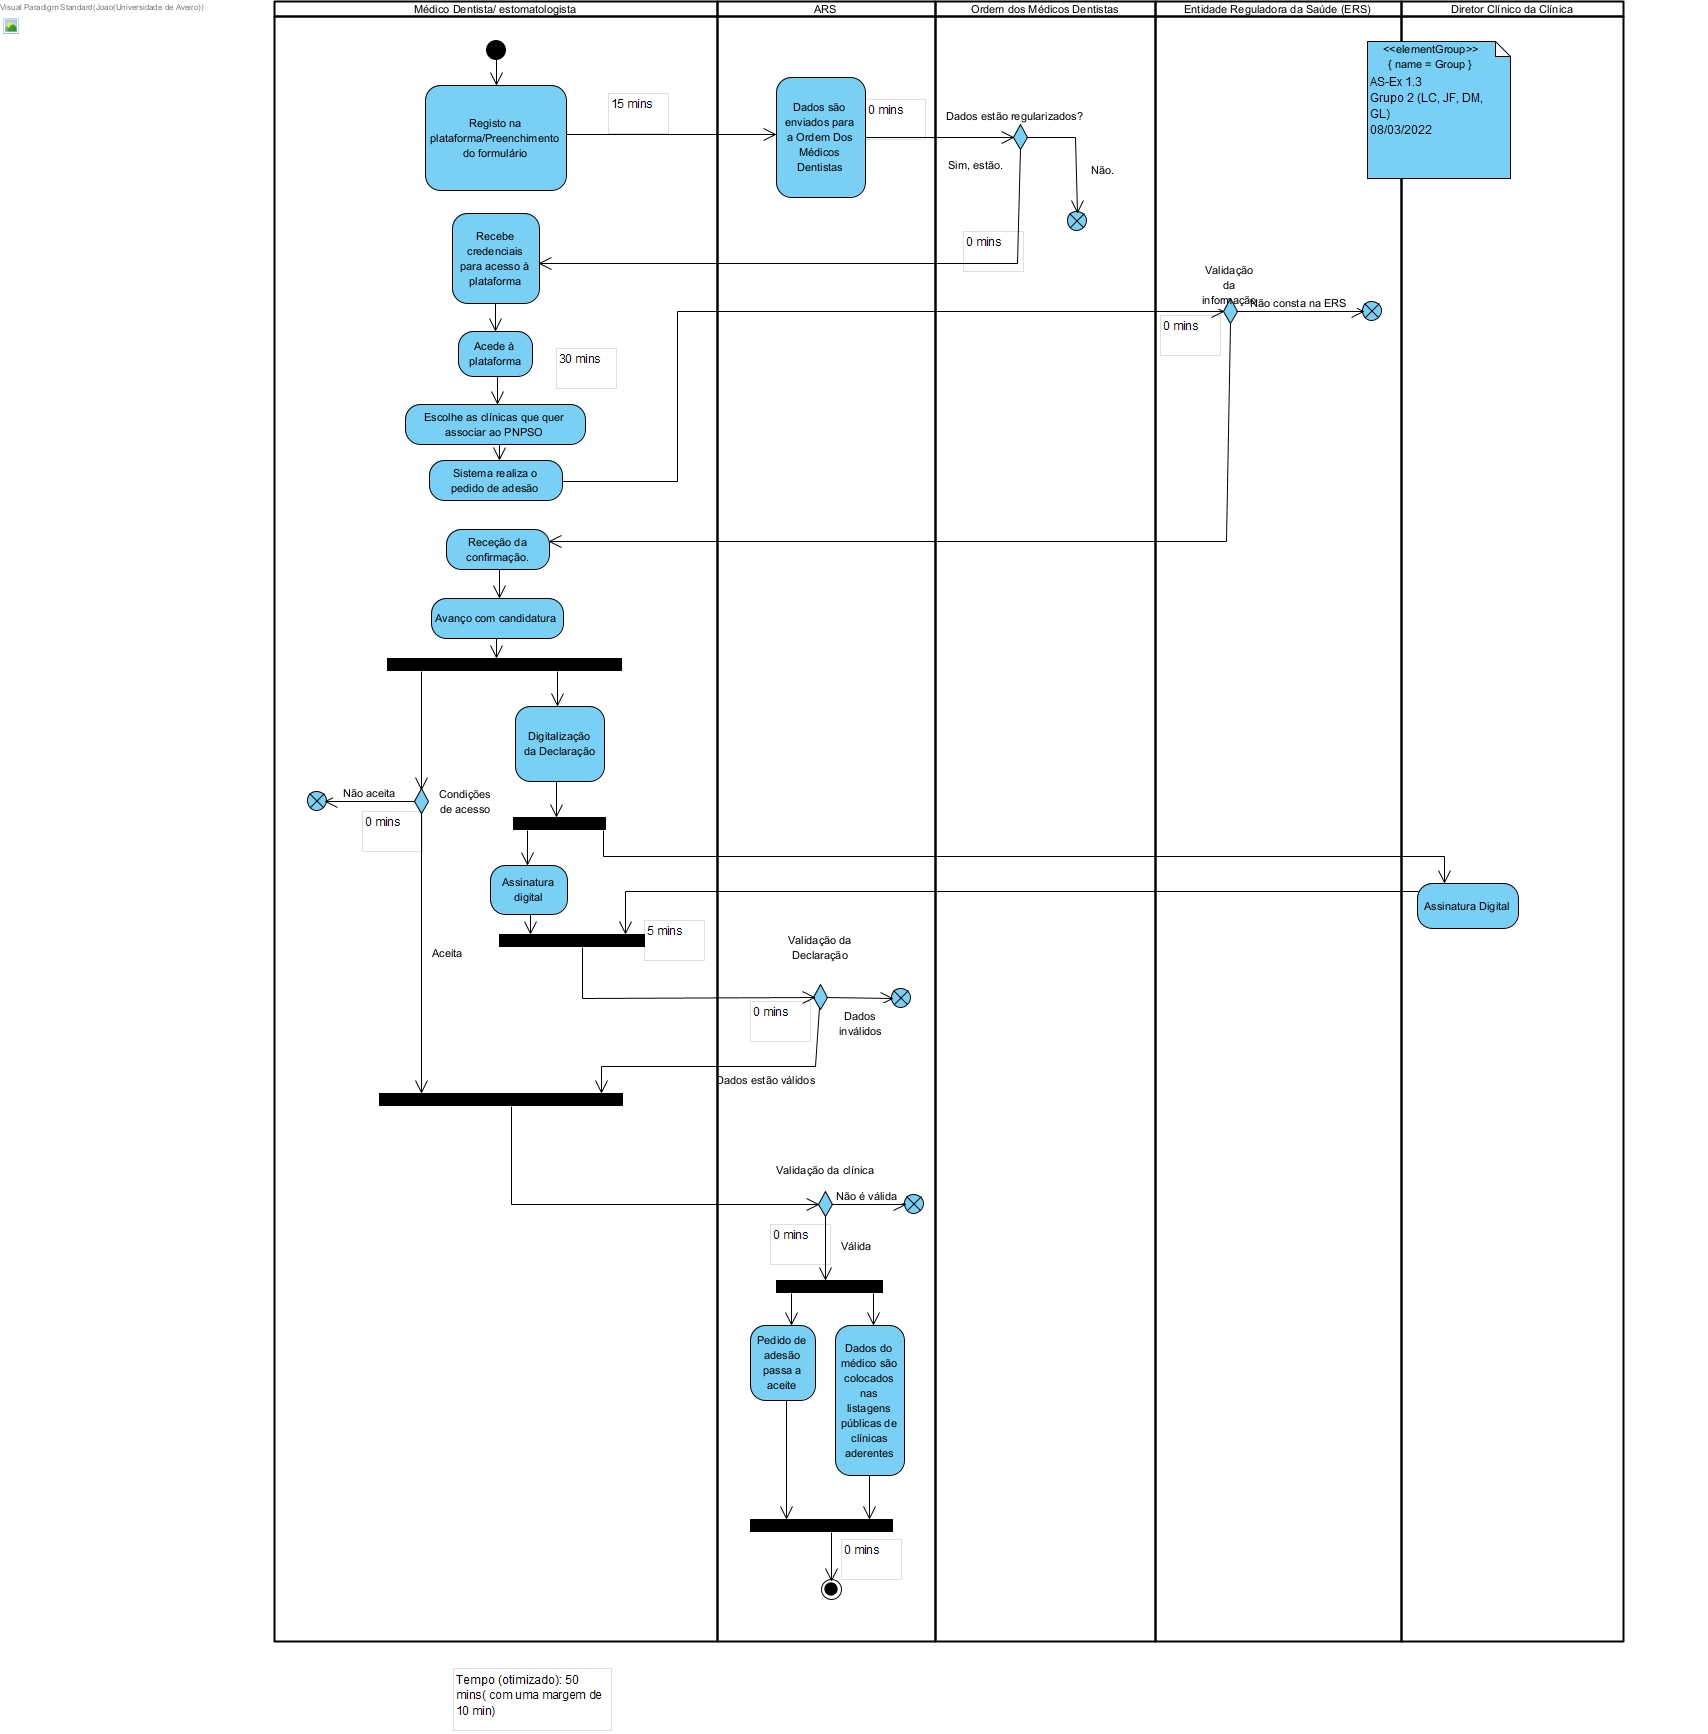 Visual Paradigm Standard(Joao(Universidade de Aveiro))
Médico Dentista/ estomatologista
ARS
Ordem dos Médicos Dentistas
Entidade Reguladora da Saúde (ERS)
Diretor Clínico da Clínica
<<elementGroup>>
{ name = Group }
AS-Ex 1.3
Grupo 2 (LC, JF, DM,
GL)
08/03/2022
Registo na
plataforma/Preenchimento
do formulário
15 mins
Dados são
enviados para
a Ordem Dos
Médicos
Dentistas
0 mins
Dados estão regularizados?
Sim, estão.
Não.
0 mins
Recebe
credenciais
para acesso à
plataforma
Validação
da
informação
Não consta na ERS
0 mins
Acede à
plataforma
30 mins
Escolhe as clínicas que quer
associar ao PNPSO
Sistema realiza o
pedido de adesão
Receção da
confirmação.
Avanço com candidatura
Digitalização
da Declaração
Não aceita
Condições
de acesso
0 mins
Assinatura
digital
Assinatura Digital
5 mins
Aceita
Validação da
Declaração
0 mins
Dados
inválidos
Dados estão válidos
Validação da clínica
Não é válida
0 mins
Válida
Pedido de
adesão
passa a
aceite
Dados do
médico são
colocados
nas
listagens
públicas de
clínicas
aderentes
0 mins
Tempo (otimizado): 50
mins( com uma margem de
10 min)